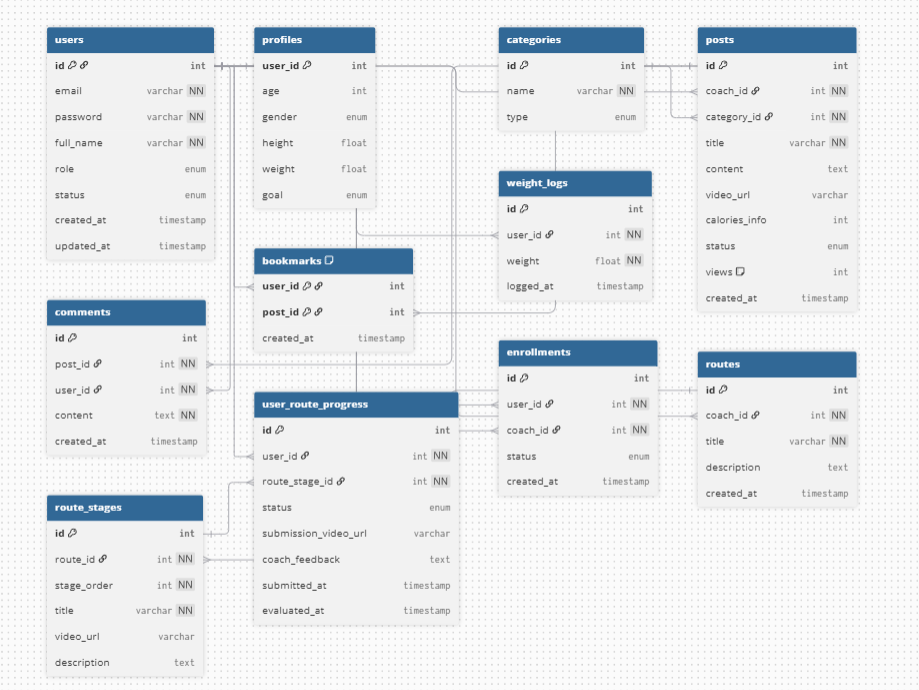 users
id int
email varchar NN
password varchar NN
full_name varchar NN
role enum
status enum
created_at timestamp
updated_at timestamp
profiles
user_id int
age int
gender enum
height float
weight float
goal enum
categories
id int
name varchar NN
type enum
posts
id int
coach_id int NN
category_id int NN
title varchar NN
content text
video_url varchar
calories_info int
status enum
views int
created_at timestamp
weight_logs
id int
user_id int NN
weight float NN
logged_at timestamp
bookmarks
user_id int
post_id int
created_at timestamp
comments
id int
post_id int NN
user_id int NN
content text NN
created_at timestamp
enrollments
id int
user_id int NN
coach_id int NN
status enum
created_at timestamp
routes
id int
coach_id int NN
title varchar NN
description text
created_at timestamp
user_route_progress
id int
user_id int NN
route_stage_id int NN
status enum
submission_video_url varchar
coach_feedback text
submitted_at timestamp
evaluated_at timestamp
route_stages
id int
route_id int NN
stage_order int NN
title varchar NN
video_url varchar
description text